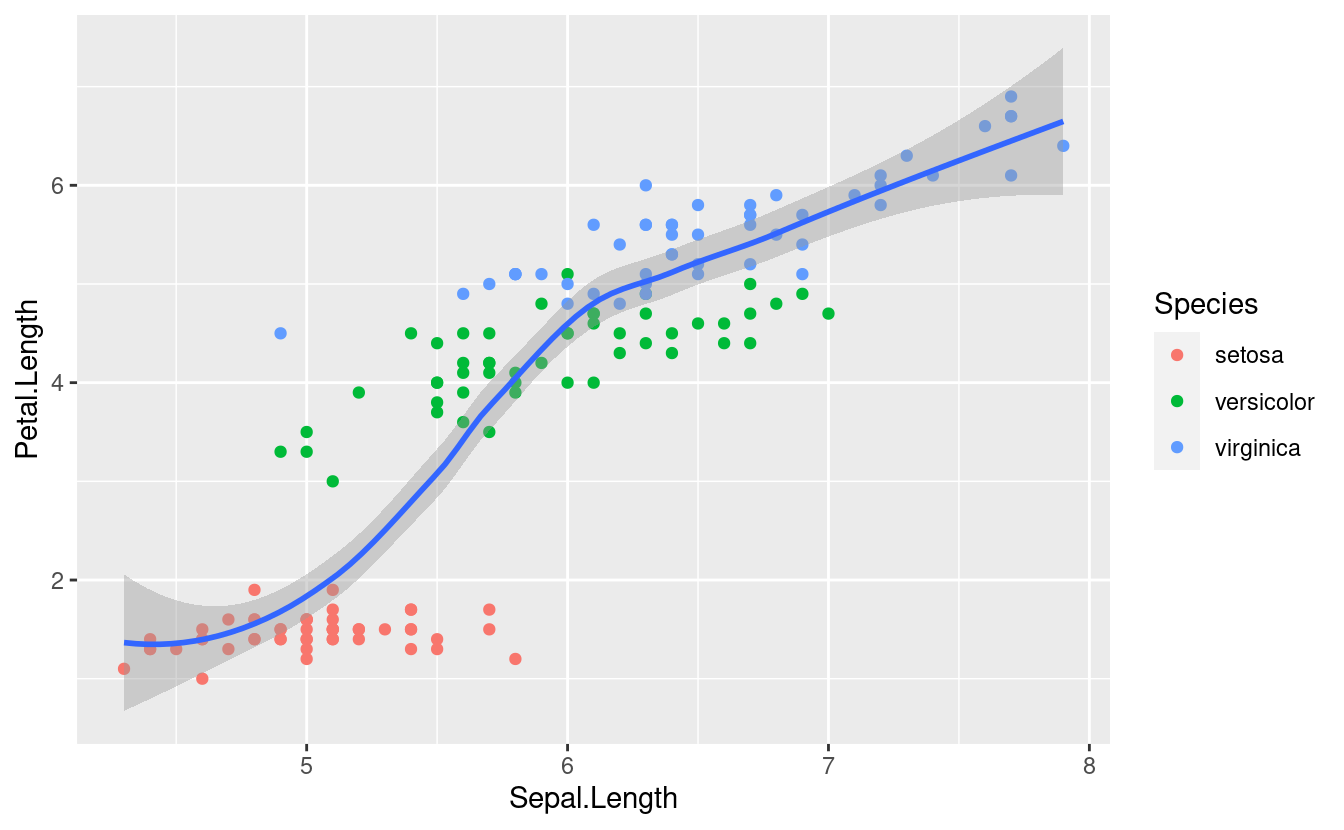 Petal.Length
6
4
2
5 6 7 8
Sepal.Length
Species
setosa
versicolor
virginica